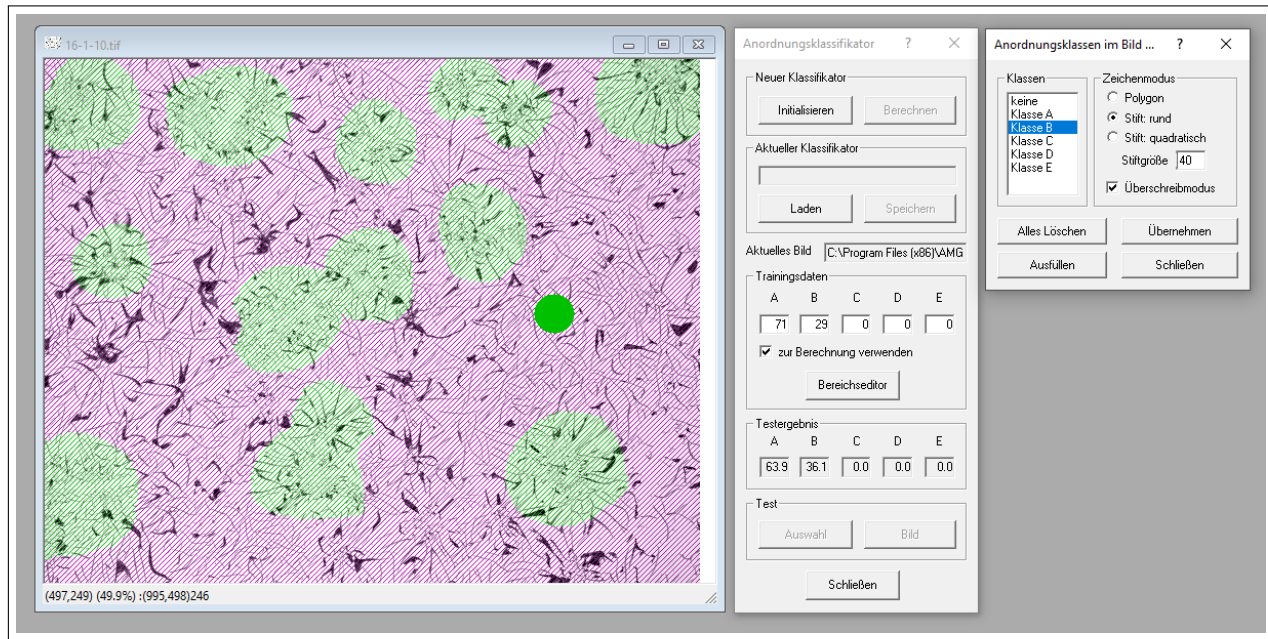 16-1-10.tif
(497,249) (49.9%) :(995,498)246
Anordnungsklassifikator ?
Neuer Klassifikator
Initialisieren Berechnen
Aktueller Klassifikator
Laden Speichern
Aktuelles Bild C:\Program Files (x86)\AMG
Trainingsdaten
A B C D E
71 29 0 0 0
zur Berechnung verwenden
Bereichseditor
Testergebnis
A B C D E
63.9 36.1 0.0 0.0 0.0
Test
Auswahl Bild
Schließen
Anordnungsklassen im Bild ... ?
Klassen
keine
Klasse A
Klasse B
Klasse C
Klasse D
Klasse E
Zeichenmodus
Polygon
Stift: rund
Stift: quadratisch
Stiftgröße 40
Überschreibmodus
Alles Löschen Übernehmen
Ausfüllen Schließen